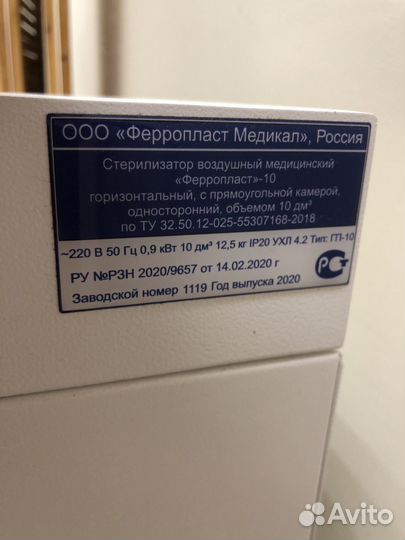 ООО «Ферропласт Медикал», Россия
Стерилизатор воздушный медицинский
«Ферропласт»-10
горизонтальный, с прямоугольной камерой,
односторонний, объемом 10 дм³
по ТУ 32.50.12-025-55307168-2018
~220 В 50 Гц 0,9 кВт 10 дм³ 12,5 кг IP20 УХЛ 4.2 Тип: ГП-10
РУ №РЗН 2020/9657 от 14.02.2020 г
Заводской номер 1119 Год выпуска 2020
Avito